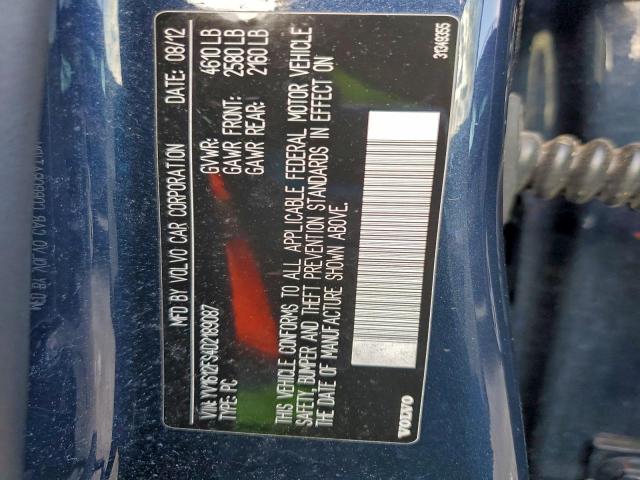 MFD BY VOLVO CAR CORPORATION DATE: 08/12
GVWR: 4610 LB
GAWR FRONT: 2580 LB
GAWR REAR: 2160 LB
VIN: YV1612FS4D2189087
TYPE: PC
THIS VEHICLE CONFORMS TO ALL APPLICABLE FEDERAL MOTOR VEHICLE
SAFETY, BUMPER AND THEFT PREVENTION STANDARDS IN EFFECT ON
THE DATE OF MANUFACTURE SHOWN ABOVE.
VOLVO
31349355